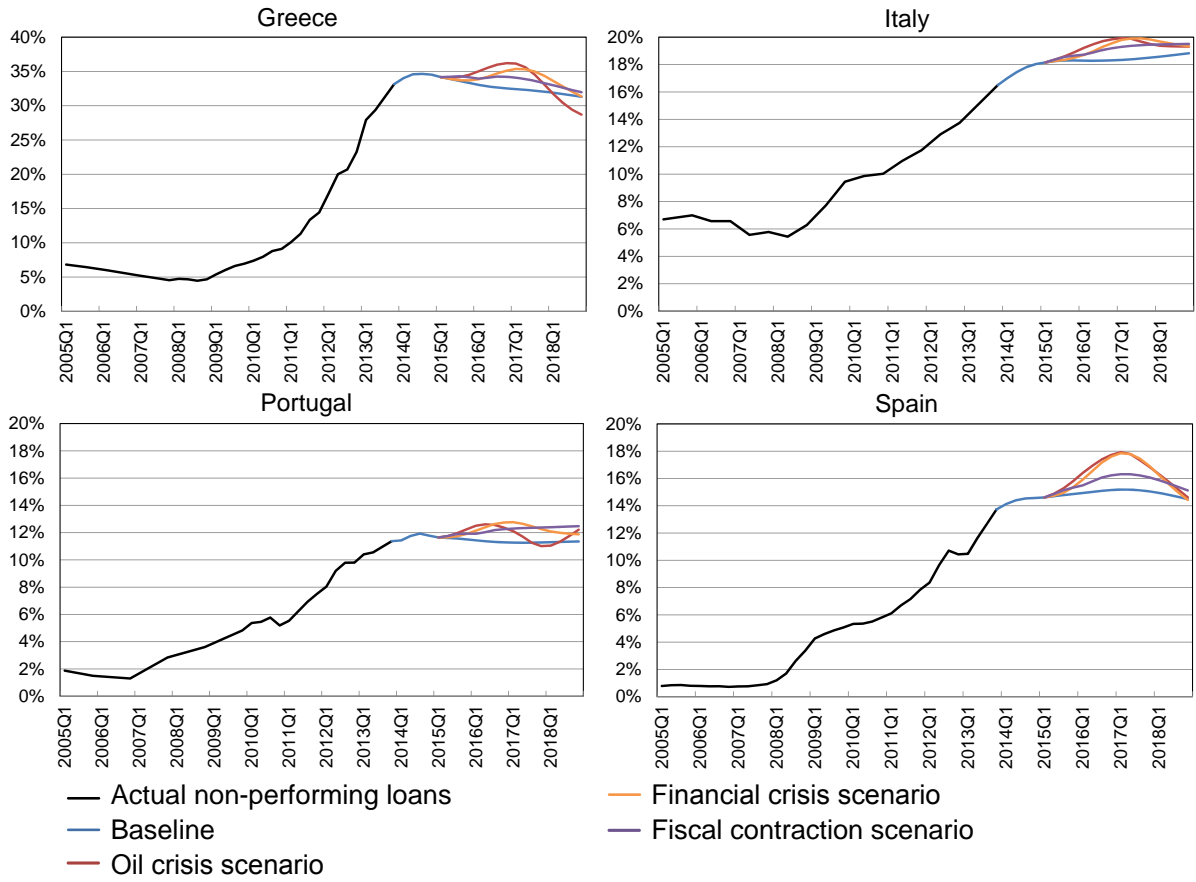 Greece
40%
35%
30%
25%
20%
15%
10%
5%
0%
2005Q1
2006Q1
2007Q1
2008Q1
2009Q1
2010Q1
2011Q1
2012Q1
2013Q1
2014Q1
2015Q1
2016Q1
2017Q1
2018Q1
Italy
20%
18%
16%
14%
12%
10%
8%
6%
4%
2%
0%
2005Q1
2006Q1
2007Q1
2008Q1
2009Q1
2010Q1
2011Q1
2012Q1
2013Q1
2014Q1
2015Q1
2016Q1
2017Q1
2018Q1
Portugal
20%
18%
16%
14%
12%
10%
8%
6%
4%
2%
0%
2005Q1
2006Q1
2007Q1
2008Q1
2009Q1
2010Q1
2011Q1
2012Q1
2013Q1
2014Q1
2015Q1
2016Q1
2017Q1
2018Q1
Spain
20%
18%
16%
14%
12%
10%
8%
6%
4%
2%
0%
2005Q1
2006Q1
2007Q1
2008Q1
2009Q1
2010Q1
2011Q1
2012Q1
2013Q1
2014Q1
2015Q1
2016Q1
2017Q1
2018Q1
Actual non-performing loans
Baseline
Oil crisis scenario
Financial crisis scenario
Fiscal contraction scenario